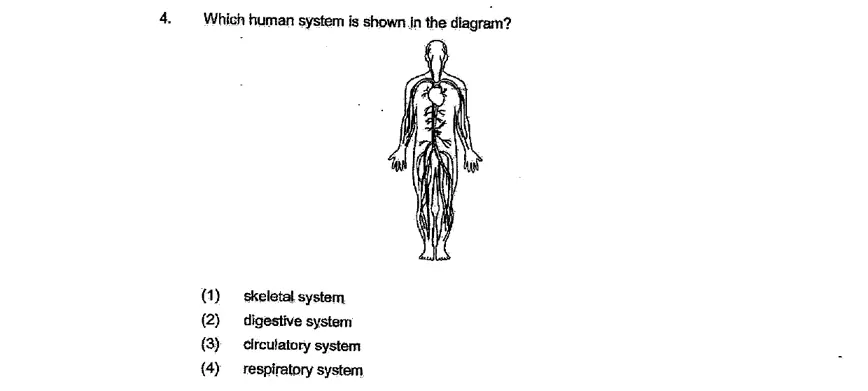 4. Which human system is shown in the diagram?
(1) skeletal system
(2) digestive system
(3) circulatory system
(4) respiratory system